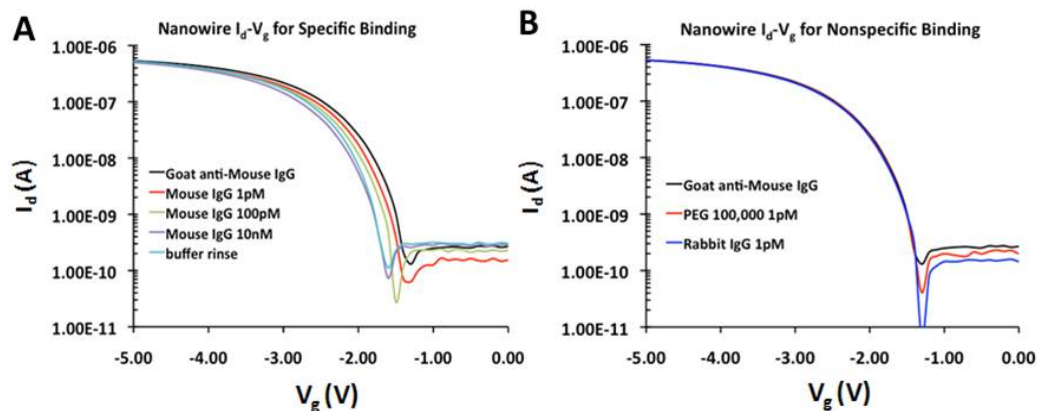 A
Nanowire Id-Vg for Specific Binding
1.00E-06
1.00E-07
1.00E-08
1.00E-09
1.00E-10
1.00E-11
Id (A)
Goat anti-Mouse IgG
Mouse IgG 1pM
Mouse IgG 100pM
Mouse IgG 10nM
buffer rinse
-5.00 -4.00 -3.00 -2.00 -1.00 0.00
Vg (V)
B
Nanowire Id-Vg for Nonspecific Binding
1.00E-06
1.00E-07
1.00E-08
1.00E-09
1.00E-10
1.00E-11
Id (A)
Goat anti-Mouse IgG
PEG 100,000 1pM
Rabbit IgG 1pM
-5.00 -4.00 -3.00 -2.00 -1.00 0.00
Vg (V)